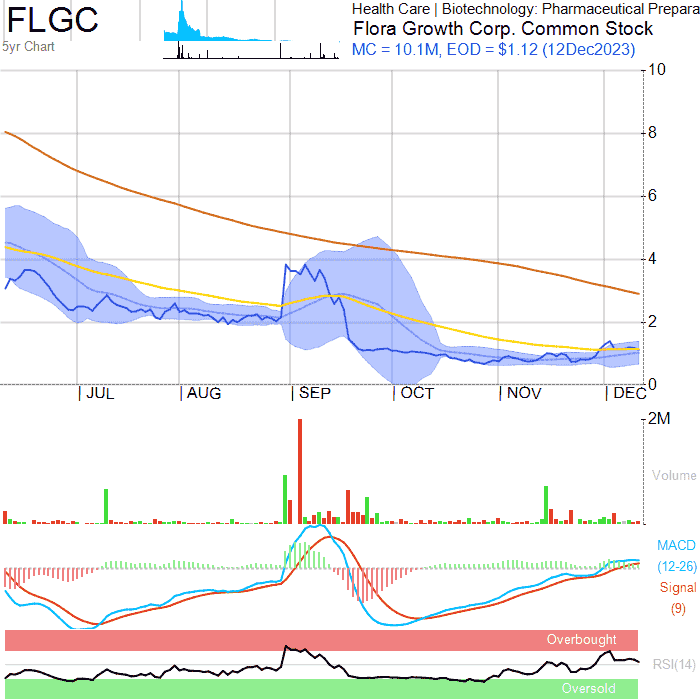 FLGC
5yr Chart
Health Care | Biotechnology: Pharmaceutical Prepara
Flora Growth Corp. Common Stock
MC = 10.1M, EOD = $1.12 (12Dec2023)
10
8
6
4
2
0
| JUL | AUG | SEP | OCT | NOV | DEC
2M
Volume
MACD
(12-26)
Signal
(9)
Overbought
RSI(14)
Oversold